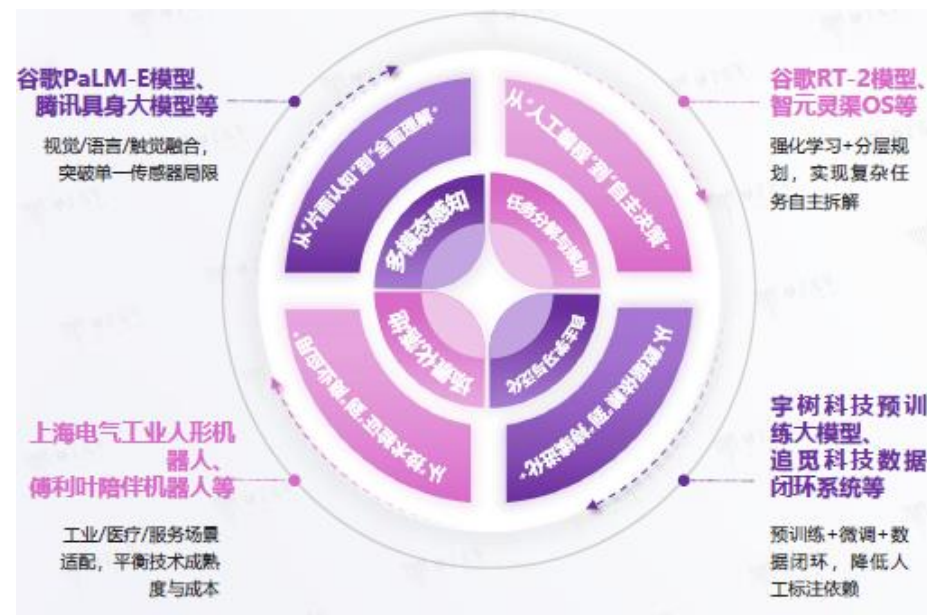 谷歌PaLM-E模型、
腾讯具身大模型等
视觉/语言/触觉融合，
突破单一传感器局限
谷歌RT-2模型、
智元灵渠OS等
强化学习+分层规
划，实现复杂任
务自主拆解
从“片面认知”到“全面理解”
从“人工编程”到“自主决策”
多模态感知
任务分解与规划
场景化落地
自主学习与泛化
从“技术验证”到“商业应用”
从“数据依赖”到“持续进化”
上海电气工业人形机
器人、
傅利叶陪伴机器人等
工业/医疗/服务场景
适配，平衡技术成熟
度与成本
宇树科技预训
练大模型、
追觅科技数据
闭环系统等
预训练+微调+数
据闭环，降低人
工标注依赖